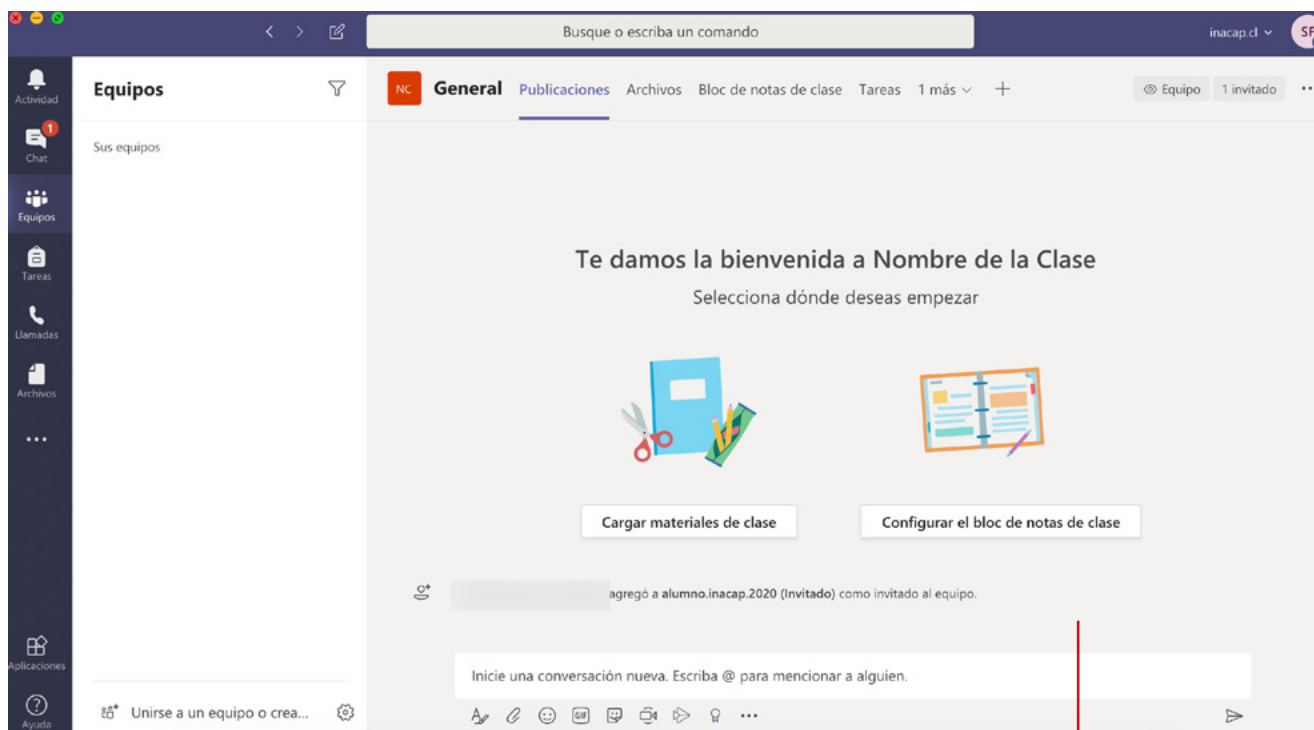 Busque o escriba un comando
inacap.cl
SF
Actividad
1
Chat
Equipos
Tareas
Llamadas
Archivos
Aplicaciones
Ayuda
Equipos
Sus equipos
Unirse a un equipo o crea...
NC General Publicaciones Archivos Bloc de notas de clase Tareas 1 más
Equipo 1 invitado
Te damos la bienvenida a Nombre de la Clase
Selecciona dónde deseas empezar
Cargar materiales de clase
Configurar el bloc de notas de clase
agregó a alumno.inacap.2020 (Invitado) como invitado al equipo.
Inicie una conversación nueva. Escriba @ para mencionar a alguien.
GIF